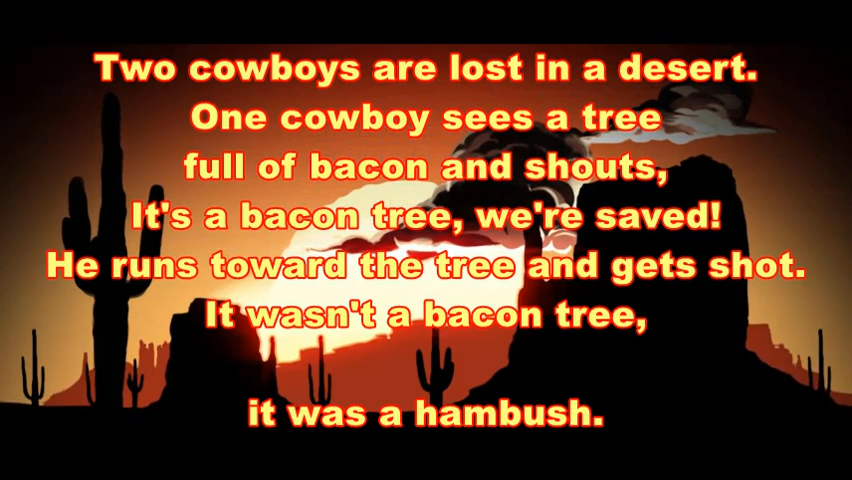 Two cowboys are lost in a desert.
One cowboy sees a tree
full of bacon and shouts,
It's a bacon tree, we're saved!
He runs toward the tree and gets shot.
It wasn't a bacon tree,
it was a hambush.